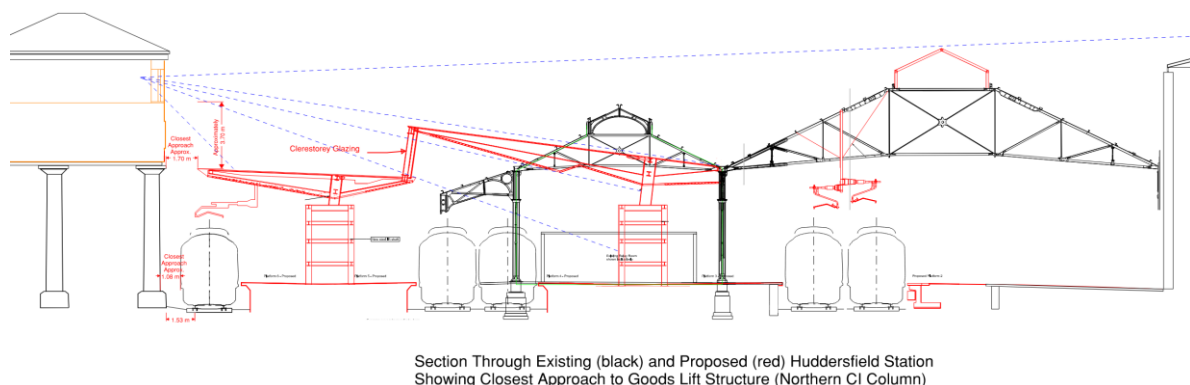 Closest
Approach
Approx.
1.70 m
Approximately
3.70 m
Clerestorey Glazing
Closest
Approach
Approx.
1.08 m
1.53 m
Section Through Existing (black) and Proposed (red) Huddersfield Station
Showing Closest Approach to Goods Lift Structure (Northern CI Column)